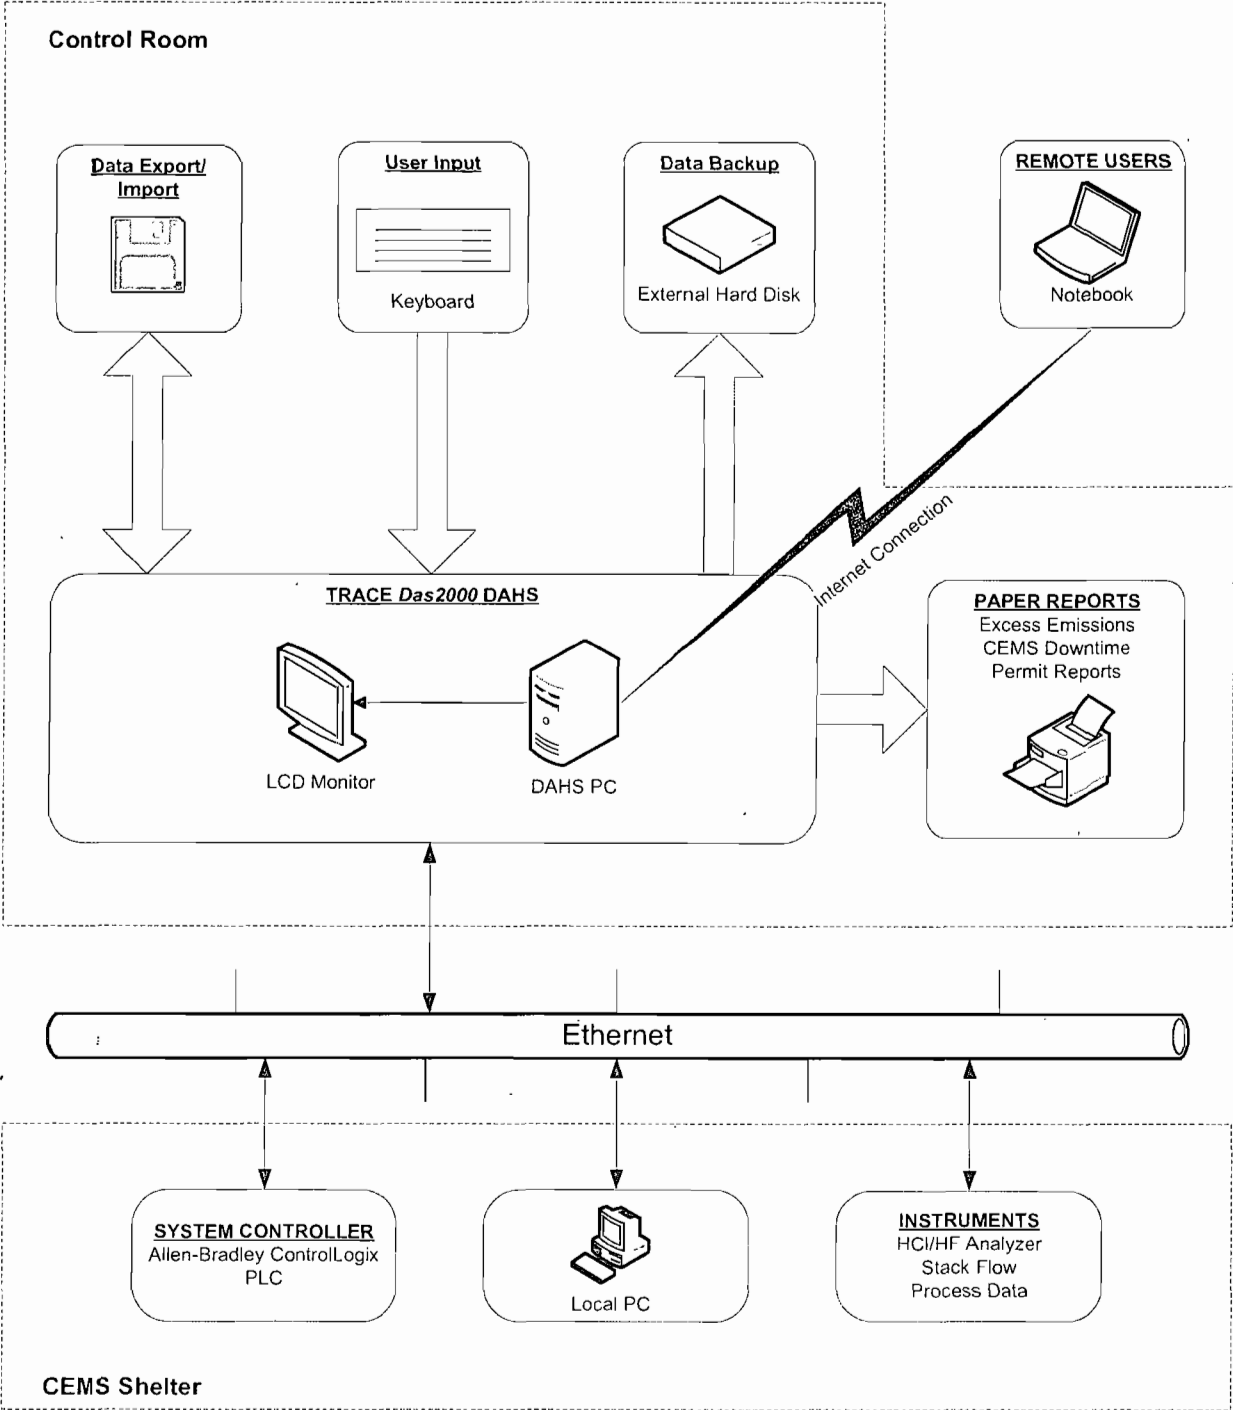 Control Room
Data Export/
Import
User Input
Keyboard
Data Backup
External Hard Disk
REMOTE USERS
Notebook
Internet Connection
TRACE Das2000 DAHS
LCD Monitor
DAHS PC
PAPER REPORTS
Excess Emissions
CEMS Downtime
Permit Reports
Ethernet
SYSTEM CONTROLLER
Allen-Bradley ControlLogix
PLC
Local PC
INSTRUMENTS
HCl/HF Analyzer
Stack Flow
Process Data
CEMS Shelter